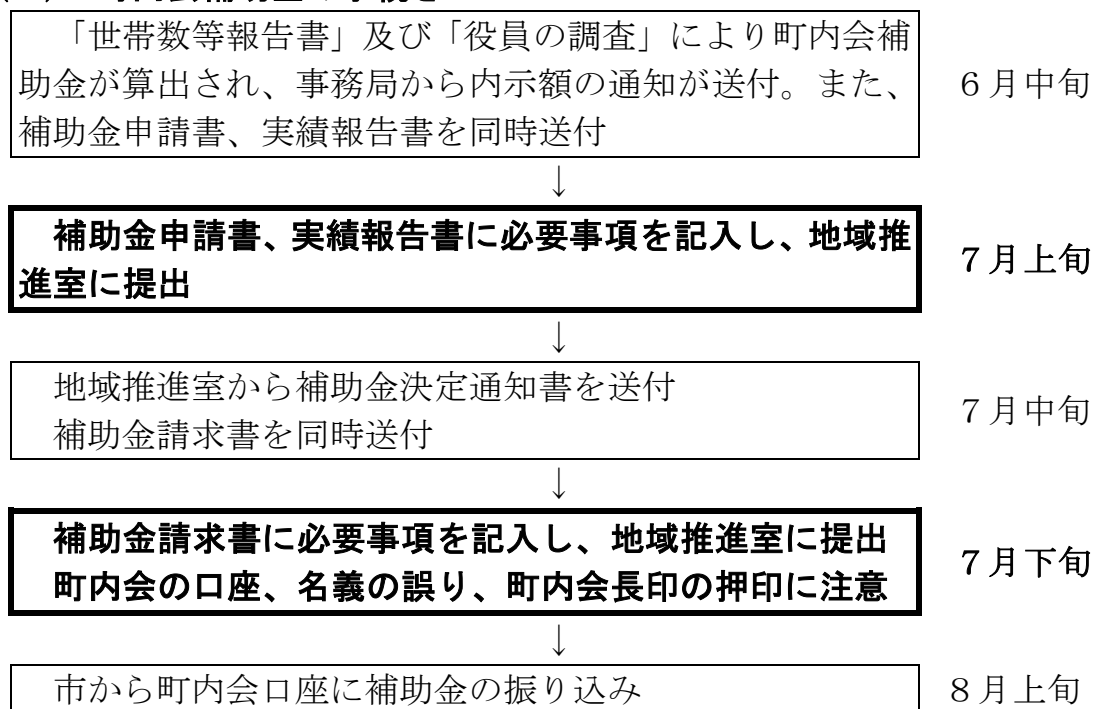 「世帯数等報告書」及び「役員の調査」により町内会補
助金が算出され、事務局から内示額の通知が送付。また、
補助金申請書、実績報告書を同時送付
６月中旬
↓
補助金申請書、実績報告書に必要事項を記入し、地域推
進室に提出
７月上旬
↓
地域推進室から補助金決定通知書を送付
補助金請求書を同時送付
７月中旬
↓
補助金請求書に必要事項を記入し、地域推進室に提出
町内会の口座、名義の誤り、町内会長印の押印に注意
７月下旬
↓
市から町内会口座に補助金の振り込み
８月上旬